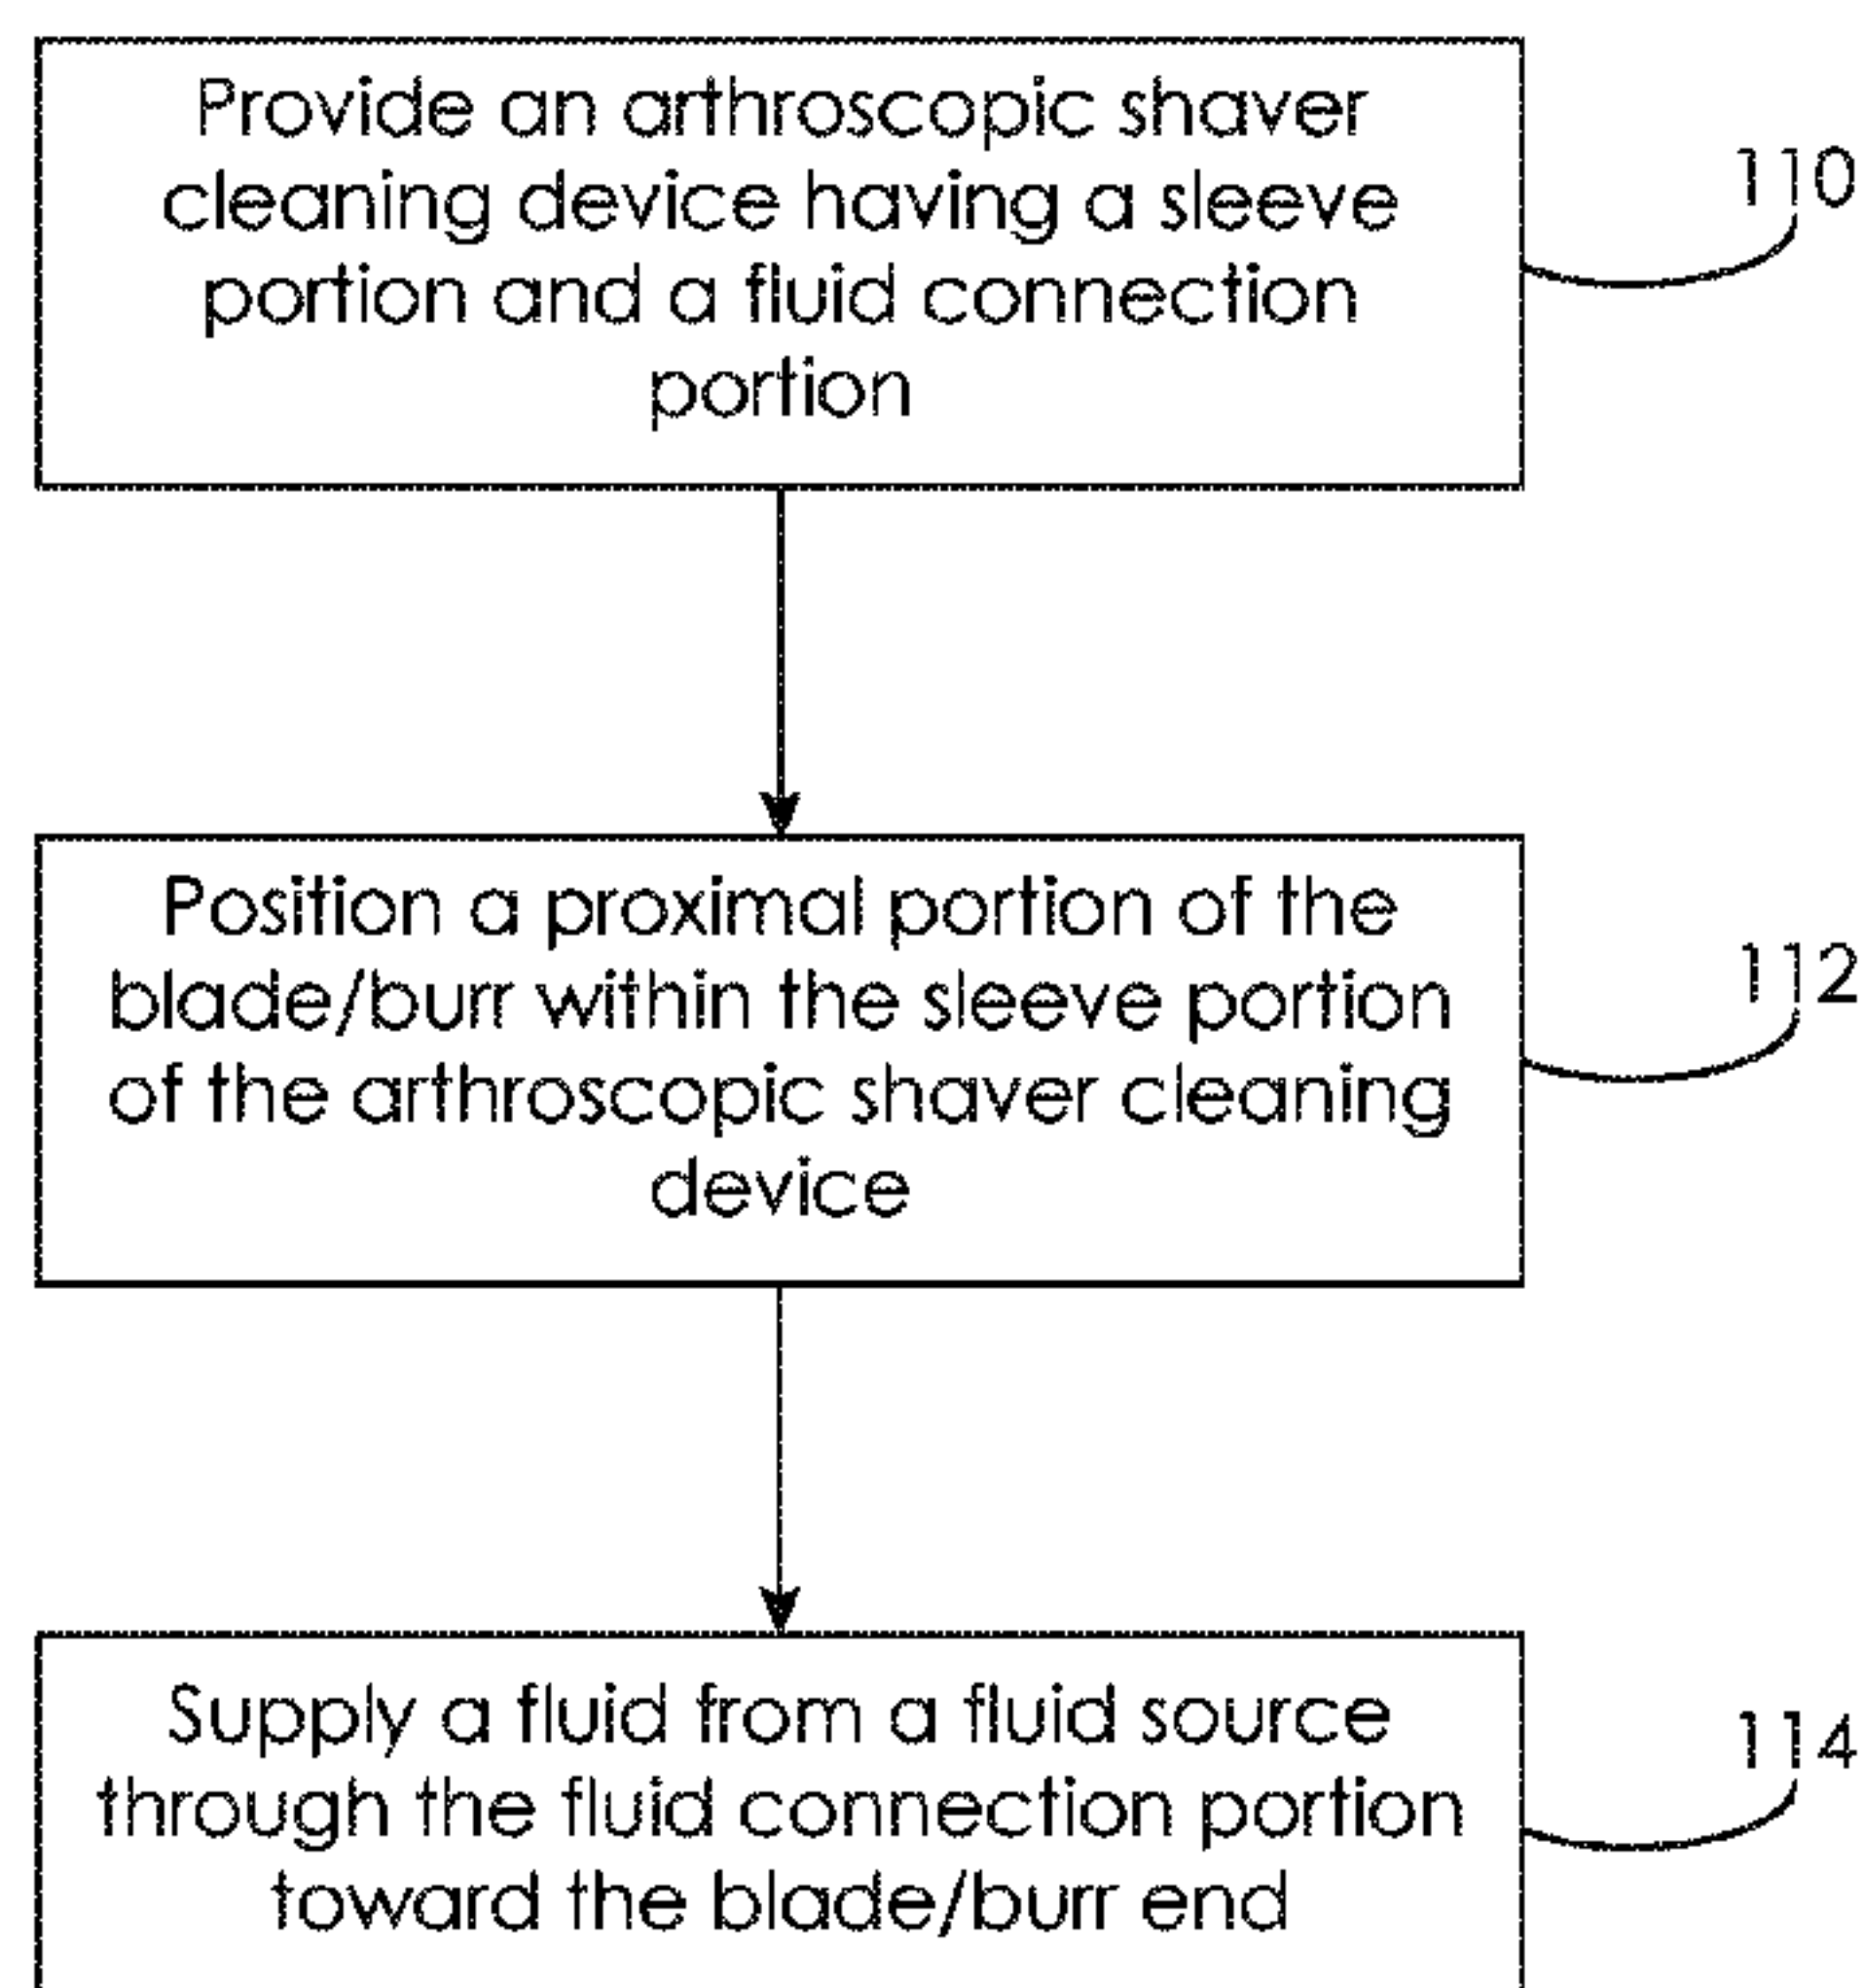 Provide an arthroscopic shaver
cleaning device having a sleeve
portion and a fluid connection
portion
110
Position a proximal portion of the
blade/burr within the sleeve portion
of the arthroscopic shaver cleaning
device
112
Supply a fluid from a fluid source
through the fluid connection portion
toward the blade/burr end
114